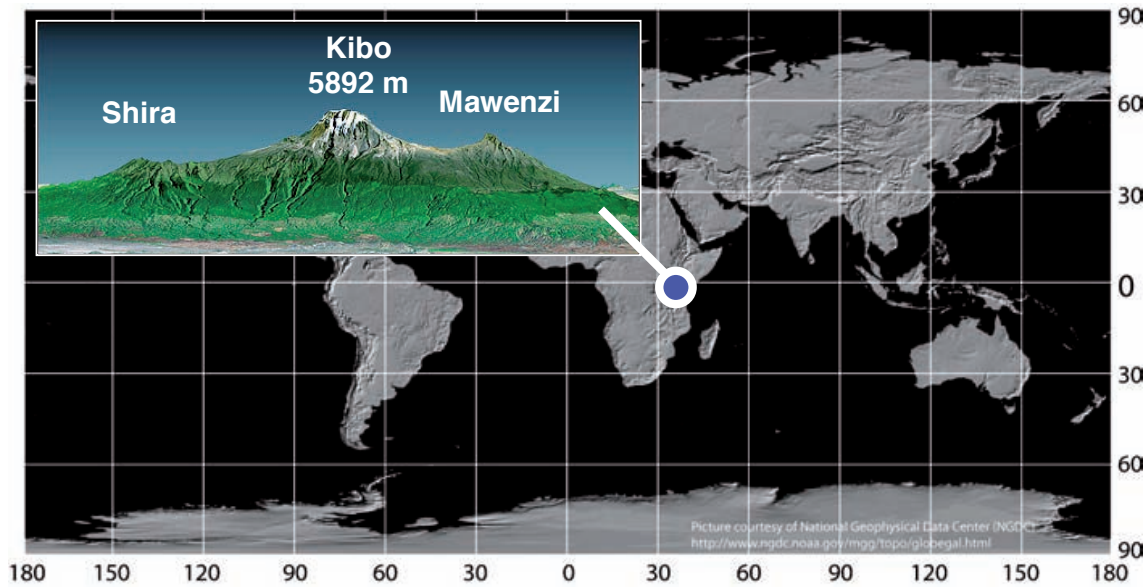 Kibo
5892 m
Shira
Mawenzi
90
60
30
0
30
60
90
Picture courtesy of National Geophysical Data Center (NGDC)
http://www.ngdc.noaa.gov/mgg/topo/globegal.html
180 150 120 90 60 30 0 30 60 90 120 150 180